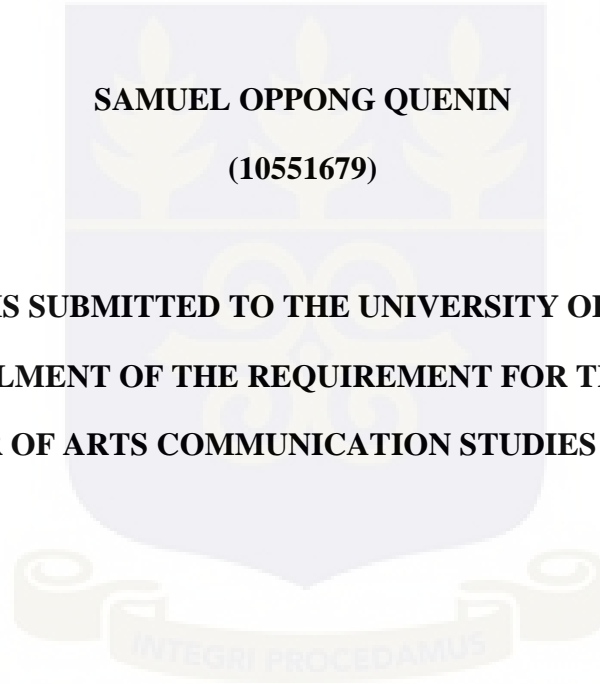 SAMUEL OPPONG QUENIN
(10551679)
IS SUBMITTED TO THE UNIVERSITY OF
LMENT OF THE REQUIREMENT FOR
OF ARTS COMMUNICATION STUDIES
INTEGRI PROCEDAMUS